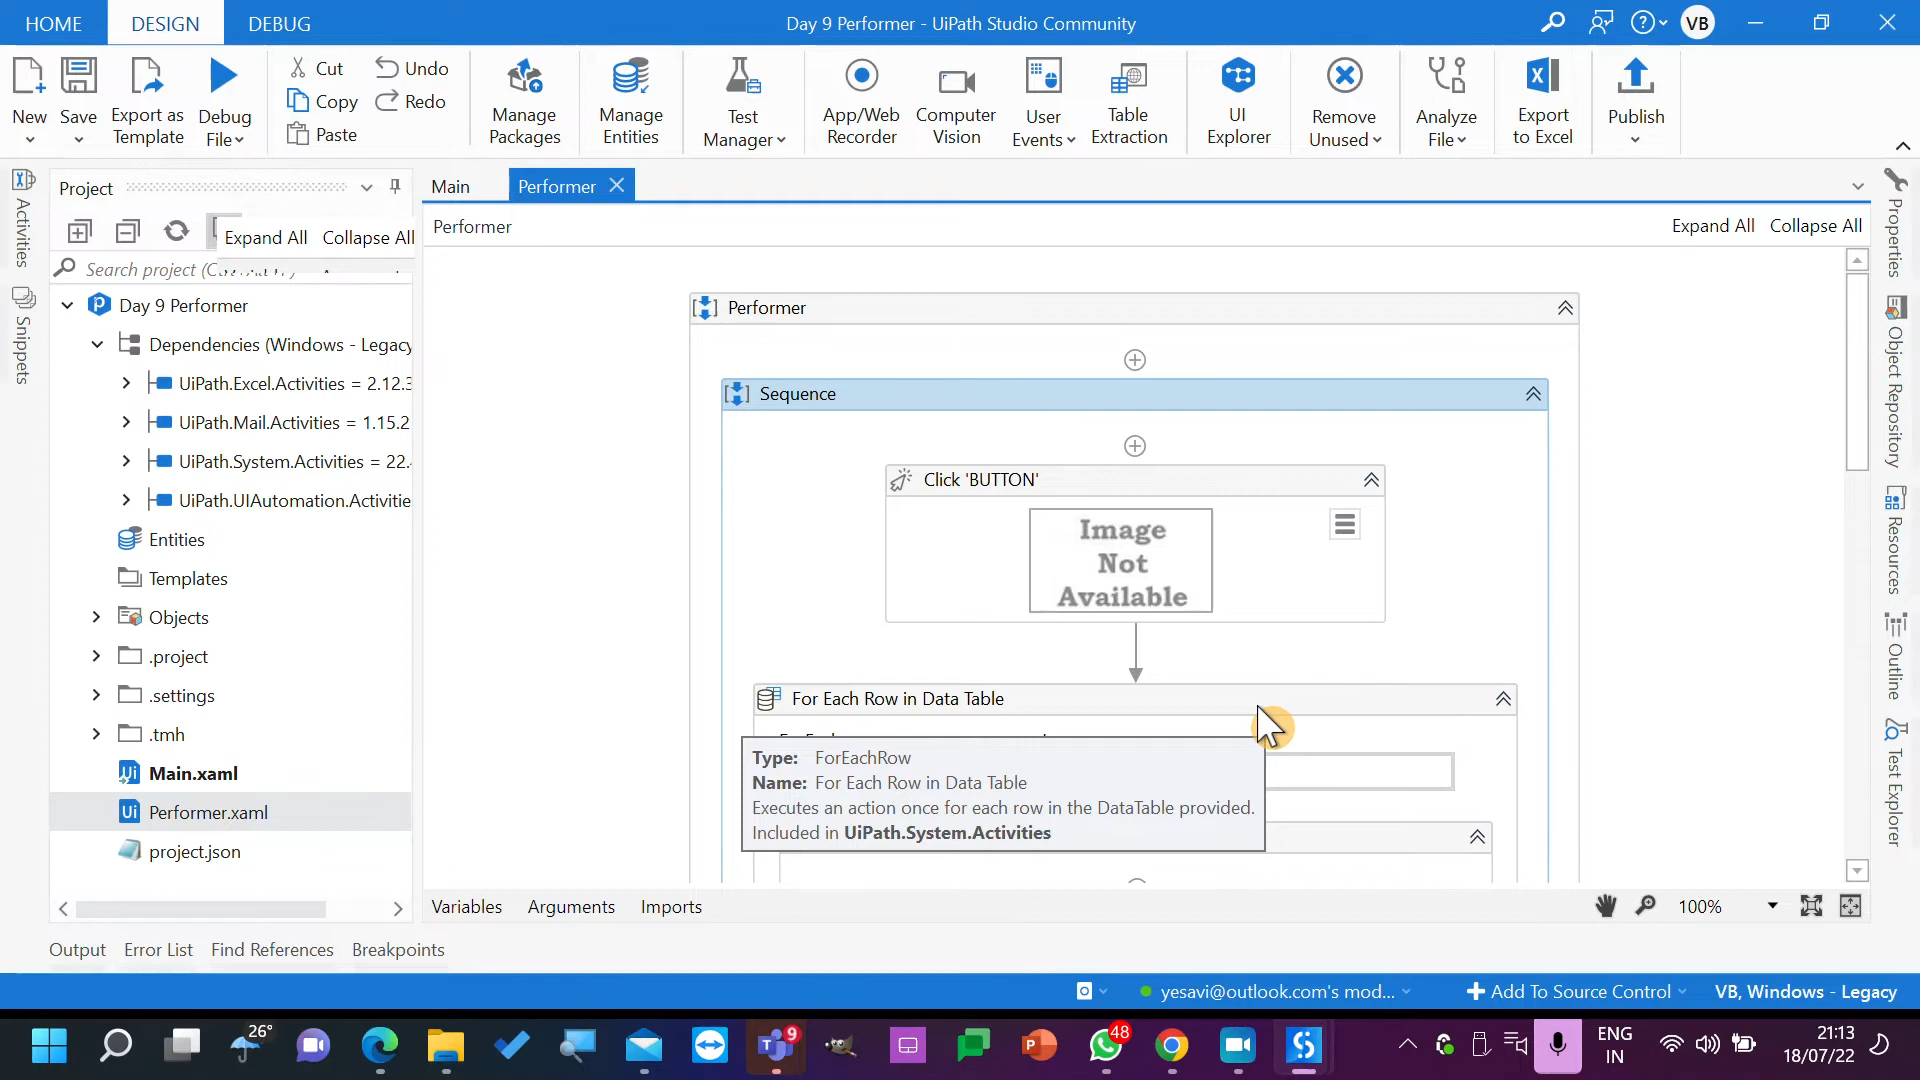 HOME
DESIGN
DEBUG
Day 9 Performer - UiPath Studio Community
VB
New
Save
Export as
Template
Debug
File
Cut
Copy
Paste
Undo
Redo
Manage
Packages
Manage
Entities
Test
Manager
App/Web
Recorder
Computer
Vision
User
Events
Table
Extraction
UI
Explorer
Remove
Unused
Analyze
File
Export
to Excel
Publish
Activities
Snippets
Project
Expand All
Collapse All
Search project
Day 9 Performer
Dependencies (Windows - Legacy
UiPath.Excel.Activities = 2.12.3
UiPath.Mail.Activities = 1.15.2
UiPath.System.Activities = 22.
UiPath.UIAutomation.Activitie
Entities
Templates
Objects
.project
.settings
.tmh
Main.xaml
Performer.xaml
project.json
Main
Performer
Performer
Expand All
Collapse All
Performer
Sequence
Click 'BUTTON'
Image
Not
Available
For Each Row in Data Table
Type: ForEachRow
Name: For Each Row in Data Table
Executes an action once for each row in the DataTable provided.
Included in UiPath.System.Activities
Variables
Arguments
Imports
100%
Properties
Object Repository
Resources
Outline
Test Explorer
Output
Error List
Find References
Breakpoints
yesavi@outlook.com's mod...
Add To Source Control
VB, Windows - Legacy
26°
9
48
ENG
IN
21:13
18/07/22